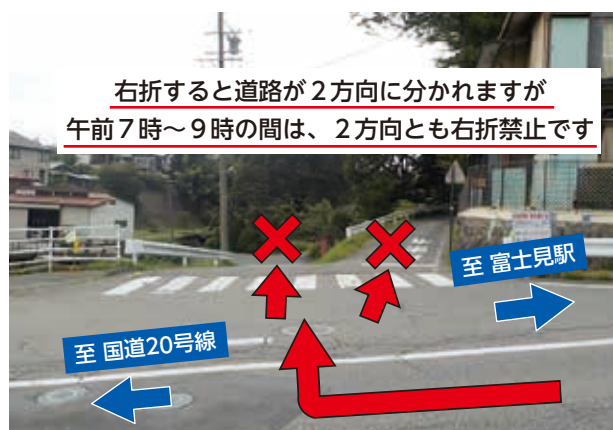 右折すると道路が2方向に分かれますが
午前7時～9時の間は、2方向とも右折禁止です
至 富士見駅
至 国道20号線